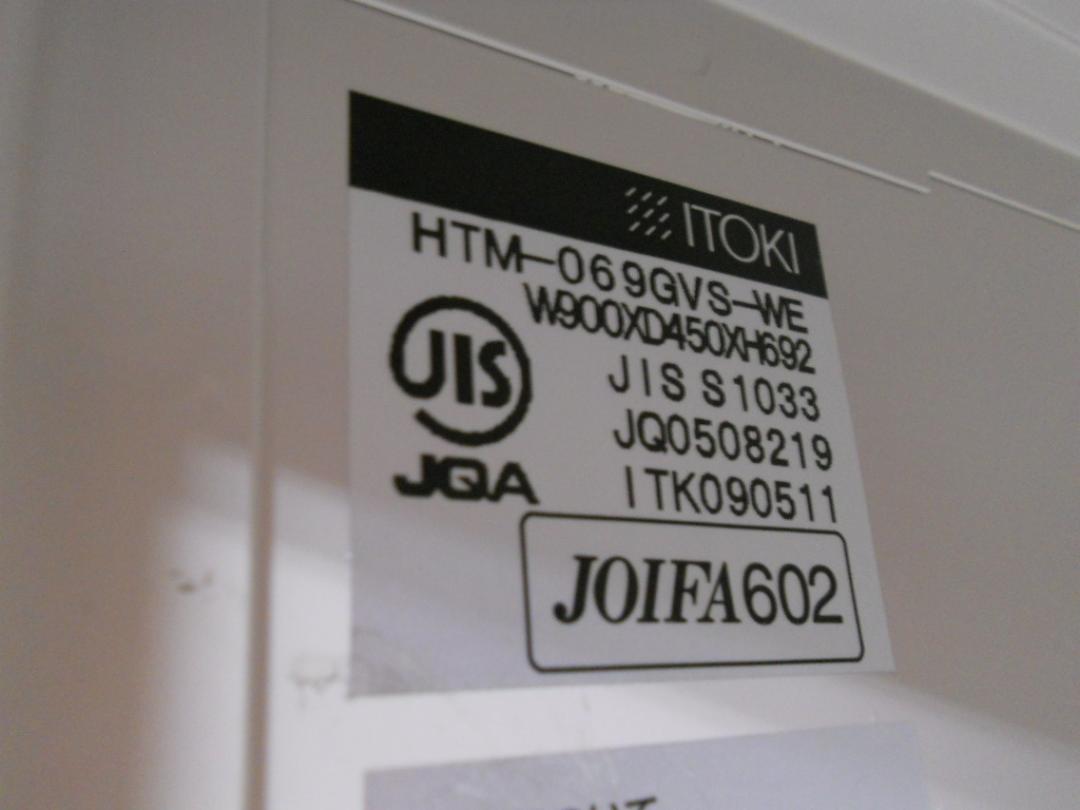 ITOKI
HTM-069GVS-WE
W900XD450XH692
JIS S1033
JIS
JQ0508219
JQA
ITK090511
JOIFA602